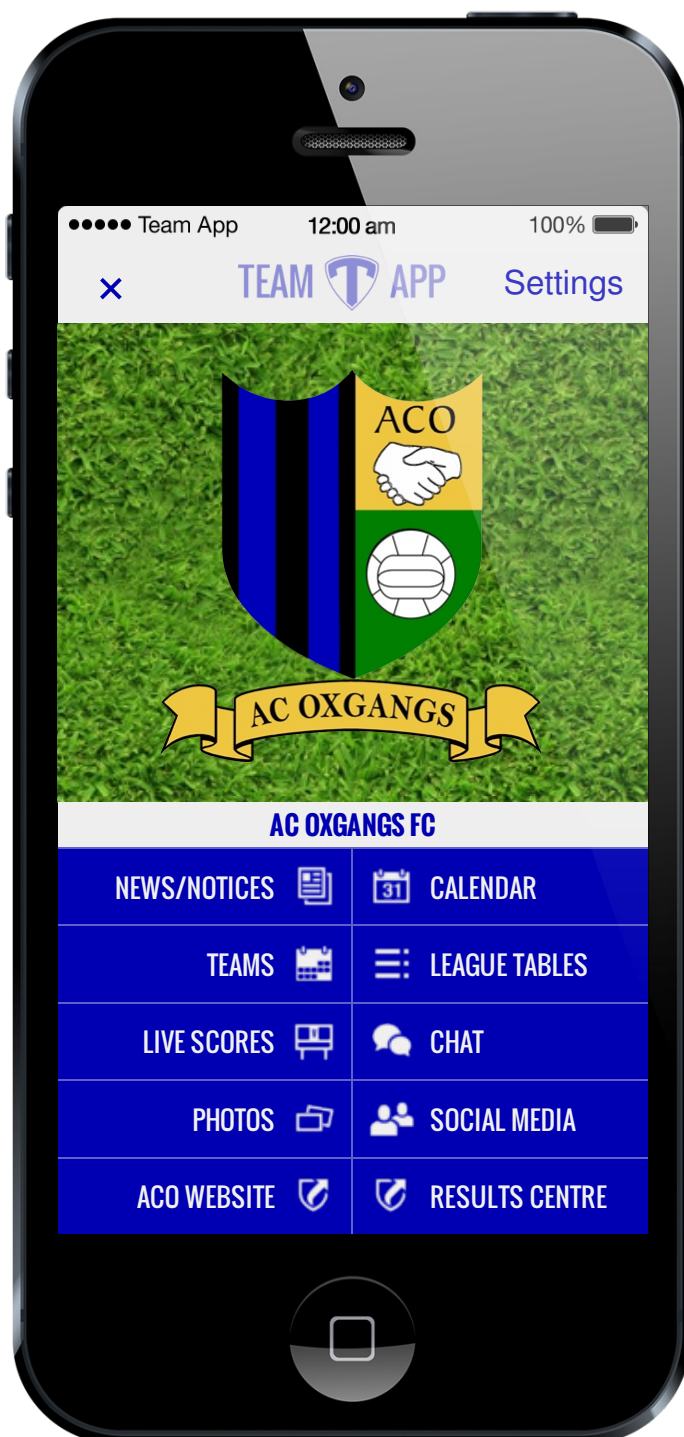 Team App 12:00 am 100%
× TEAM T APP Settings
ACO
AC OXGANGS
AC OXGANGS FC
NEWS/NOTICES 31 CALENDAR
TEAMS LEAGUE TABLES
LIVE SCORES CHAT
PHOTOS SOCIAL MEDIA
ACO WEBSITE RESULTS CENTRE